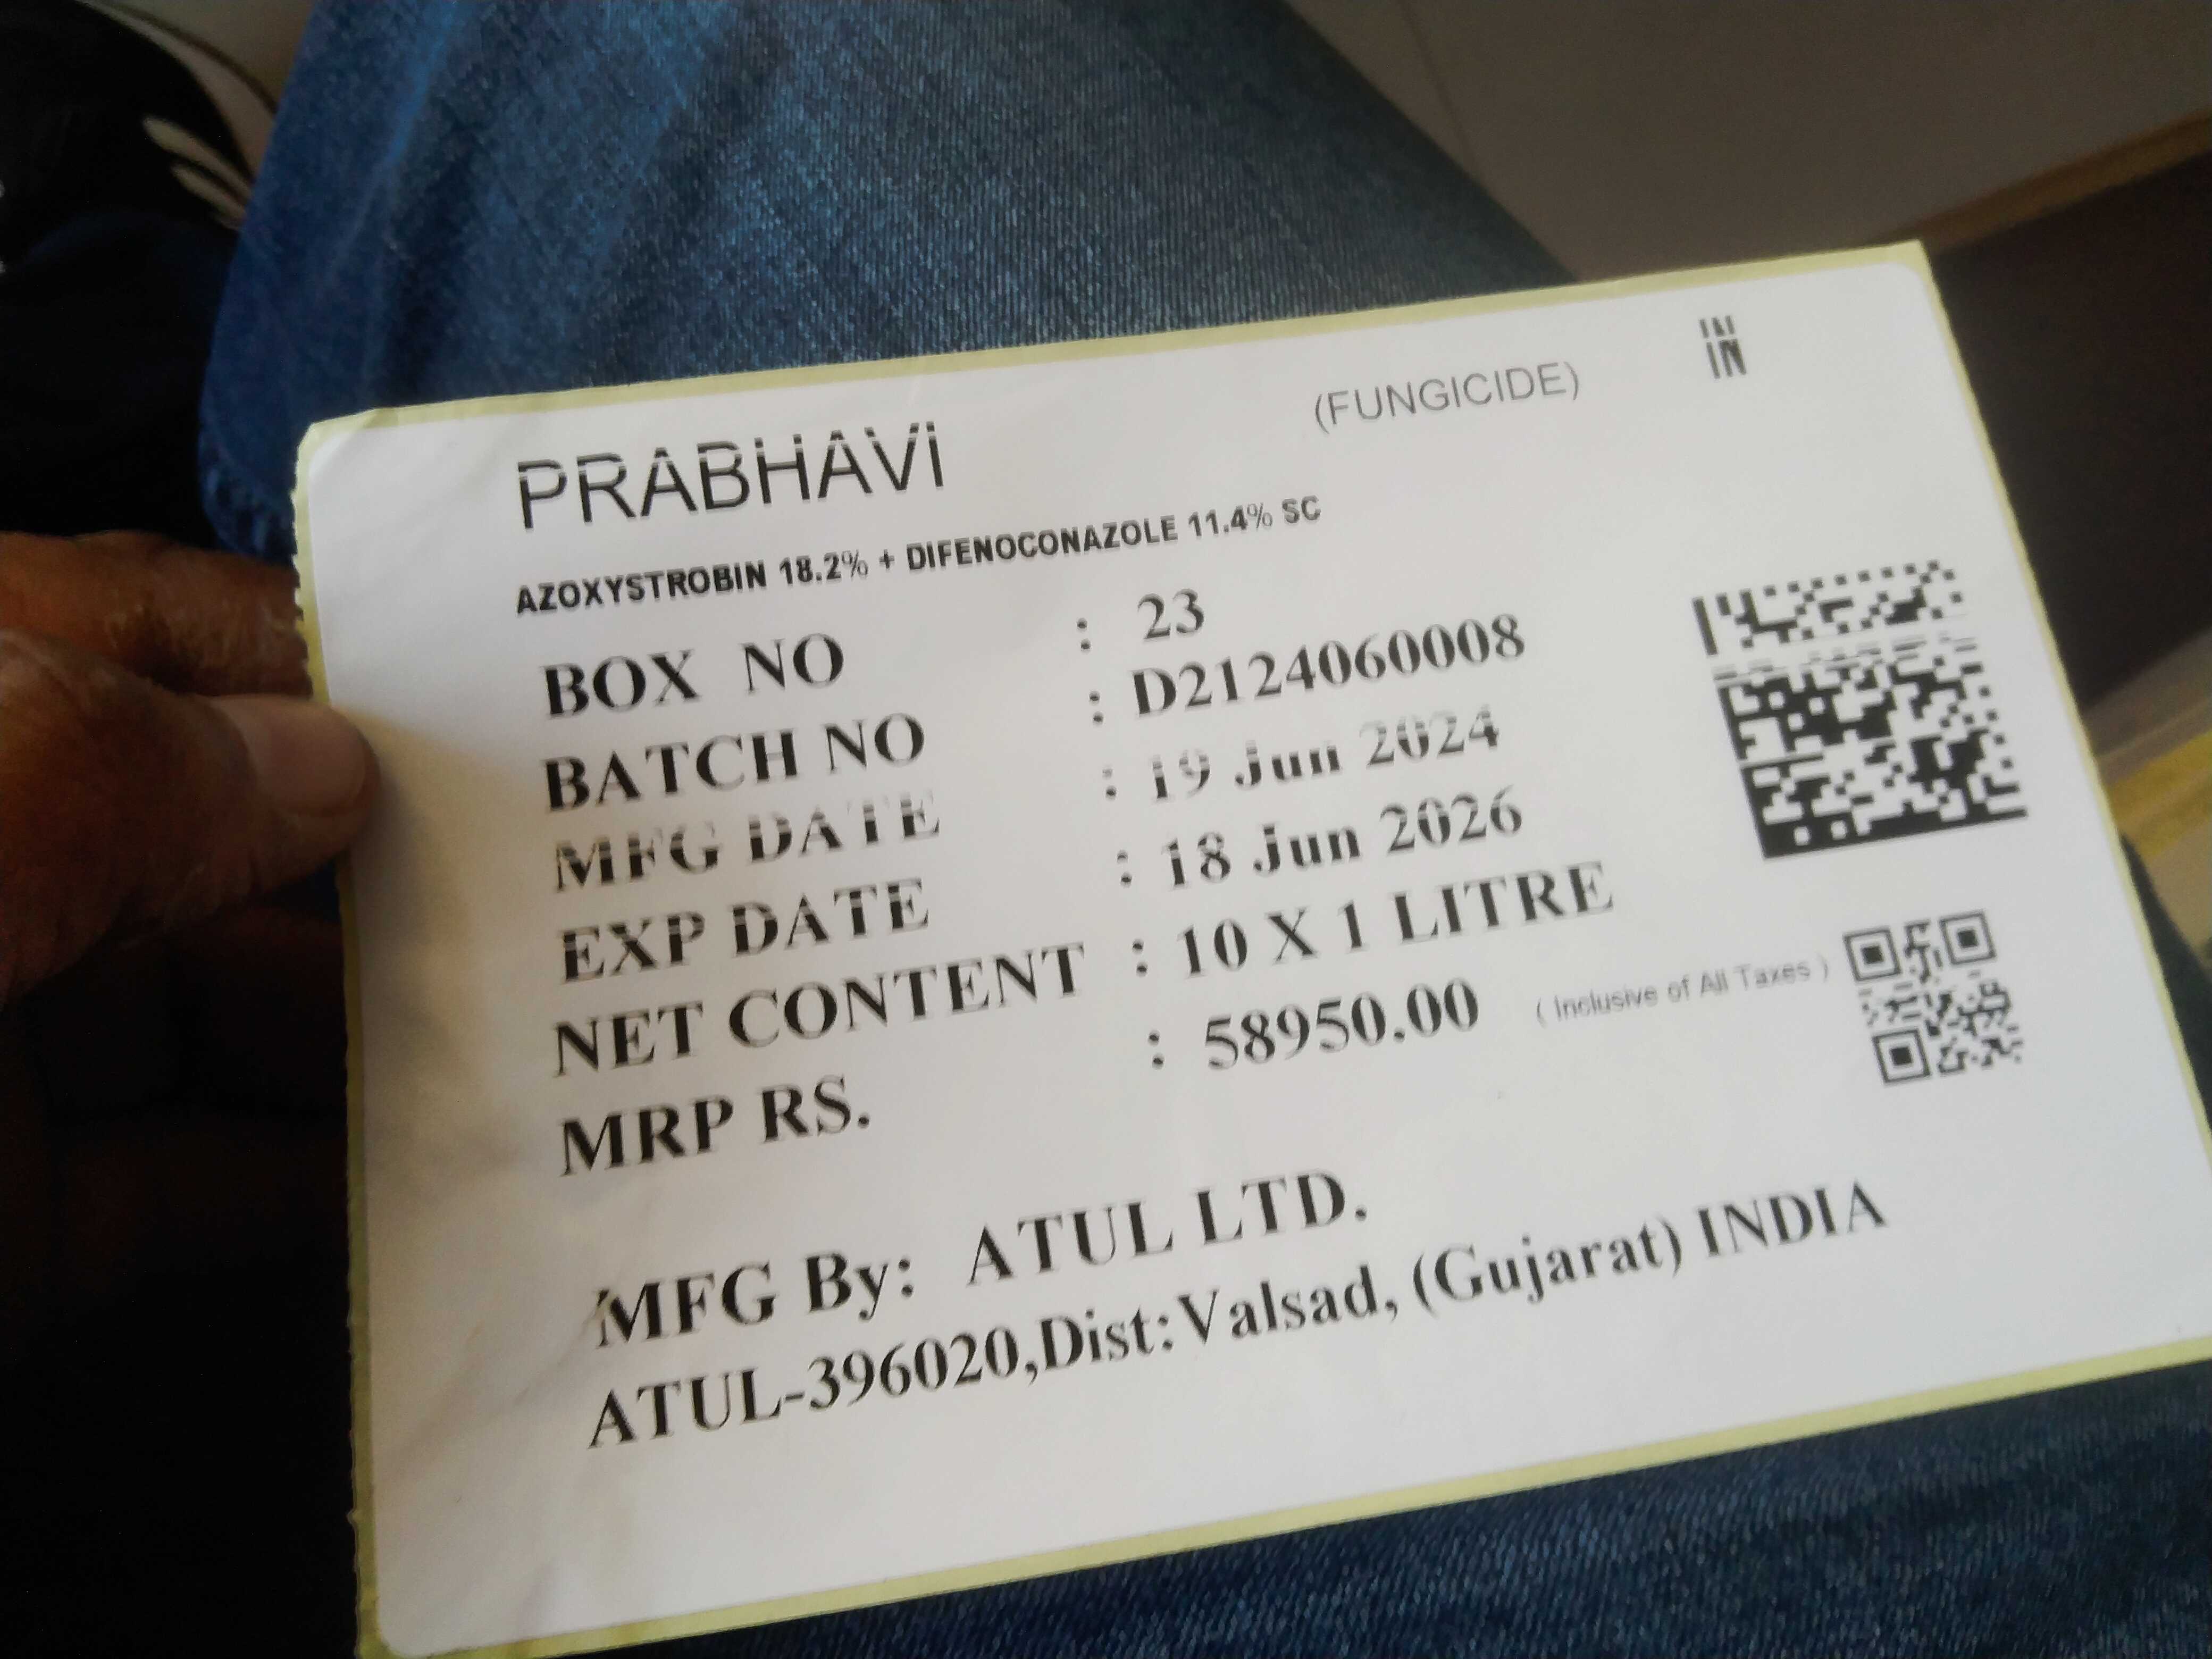 IN
IN
(FUNGICIDE)
PRABHAVI
AZOXYSTROBIN 18.2% + DIFENOCONAZOLE 11.4% SC
BOX NO : 23
BATCH NO : D2124060008
MFG DATE : 19 Jun 2024
EXP DATE : 18 Jun 2026
NET CONTENT : 10 X 1 LITRE
MRP RS. : 58950.00 ( Inclusive of All Taxes )
MFG By: ATUL LTD.
ATUL-396020,Dist:Valsad, (Gujarat) INDIA